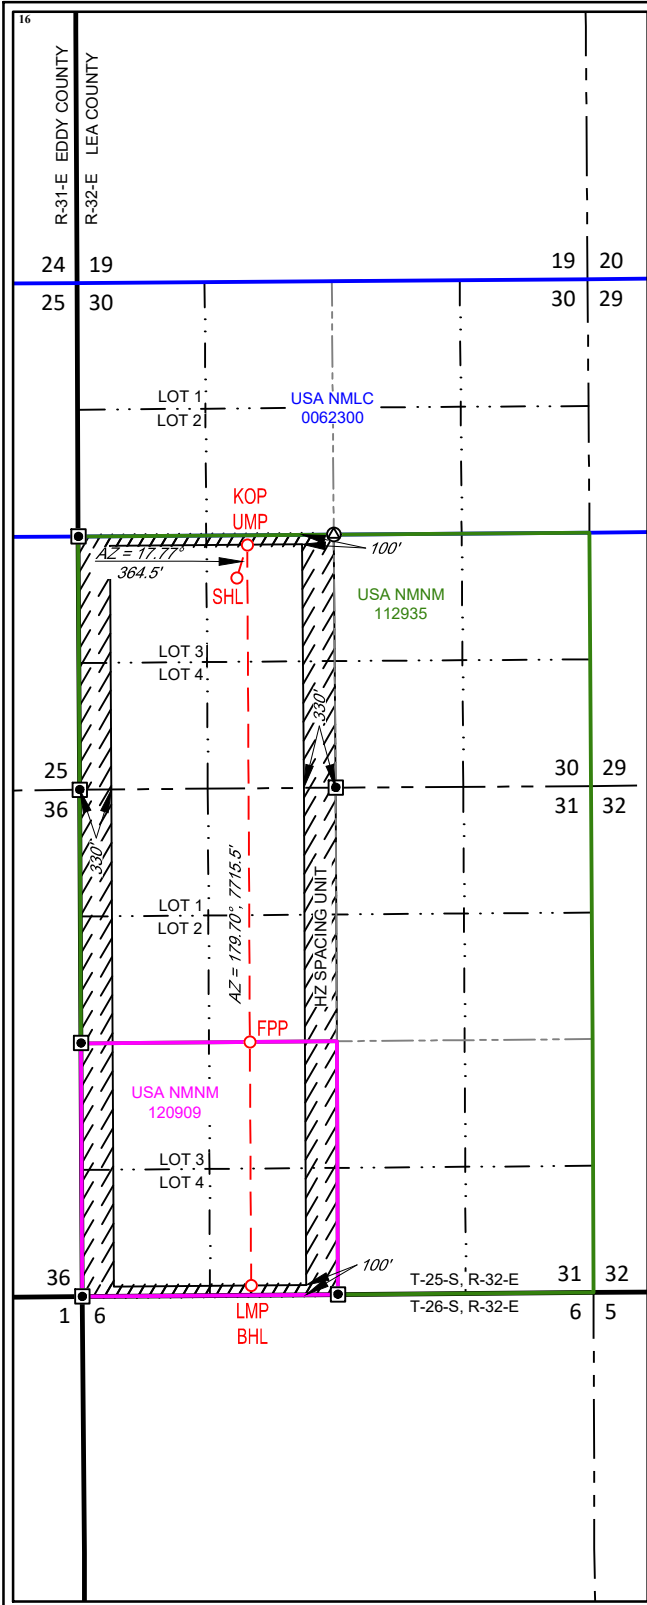 16
R-31-E EDDY COUNTY
R-32-E LEA COUNTY
24 19
19 20
25 30
30 29
LOT 1
LOT 2
USA NMLC
0062300
KOP
UMP
100'
AZ = 17.77°
364.5'
SHL
USA NMNM
112935
LOT 3
LOT 4
330'
25
36
30 29
31 32
330'
AZ = 179.70°, 7715.5'
HZ SPACING UNIT
LOT 1
LOT 2
FPP
USA NMNM
120909
LOT 3
LOT 4
100'
36
31 32
T-25-S, R-32-E
T-26-S, R-32-E
1 6
6 5
LMP
BHL